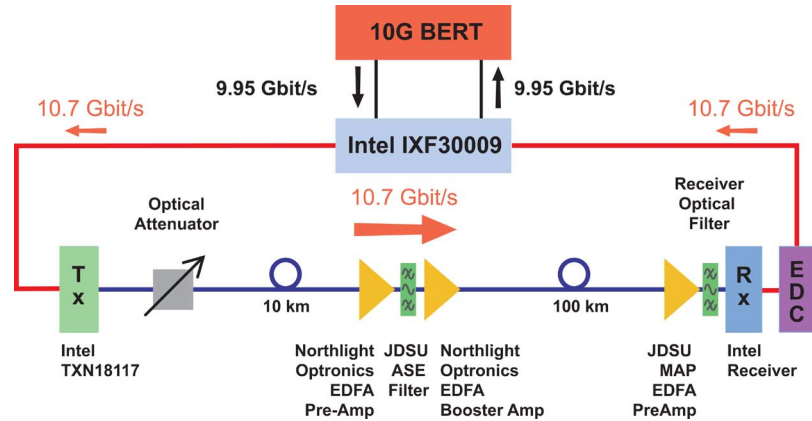 10G BERT
9.95 Gbit/s
9.95 Gbit/s
10.7 Gbit/s
10.7 Gbit/s
Intel IXF30009
10.7 Gbit/s
Optical
Attenuator
Receiver
Optical
Filter
T
x
10 km
100 km
R
x
E
D
C
Intel
TXN18117
Northlight
Optronics
EDFA
Pre-Amp
JDSU
ASE
Filter
Northlight
Optronics
EDFA
Booster Amp
JDSU
MAP
EDFA
PreAmp
Intel
Receiver